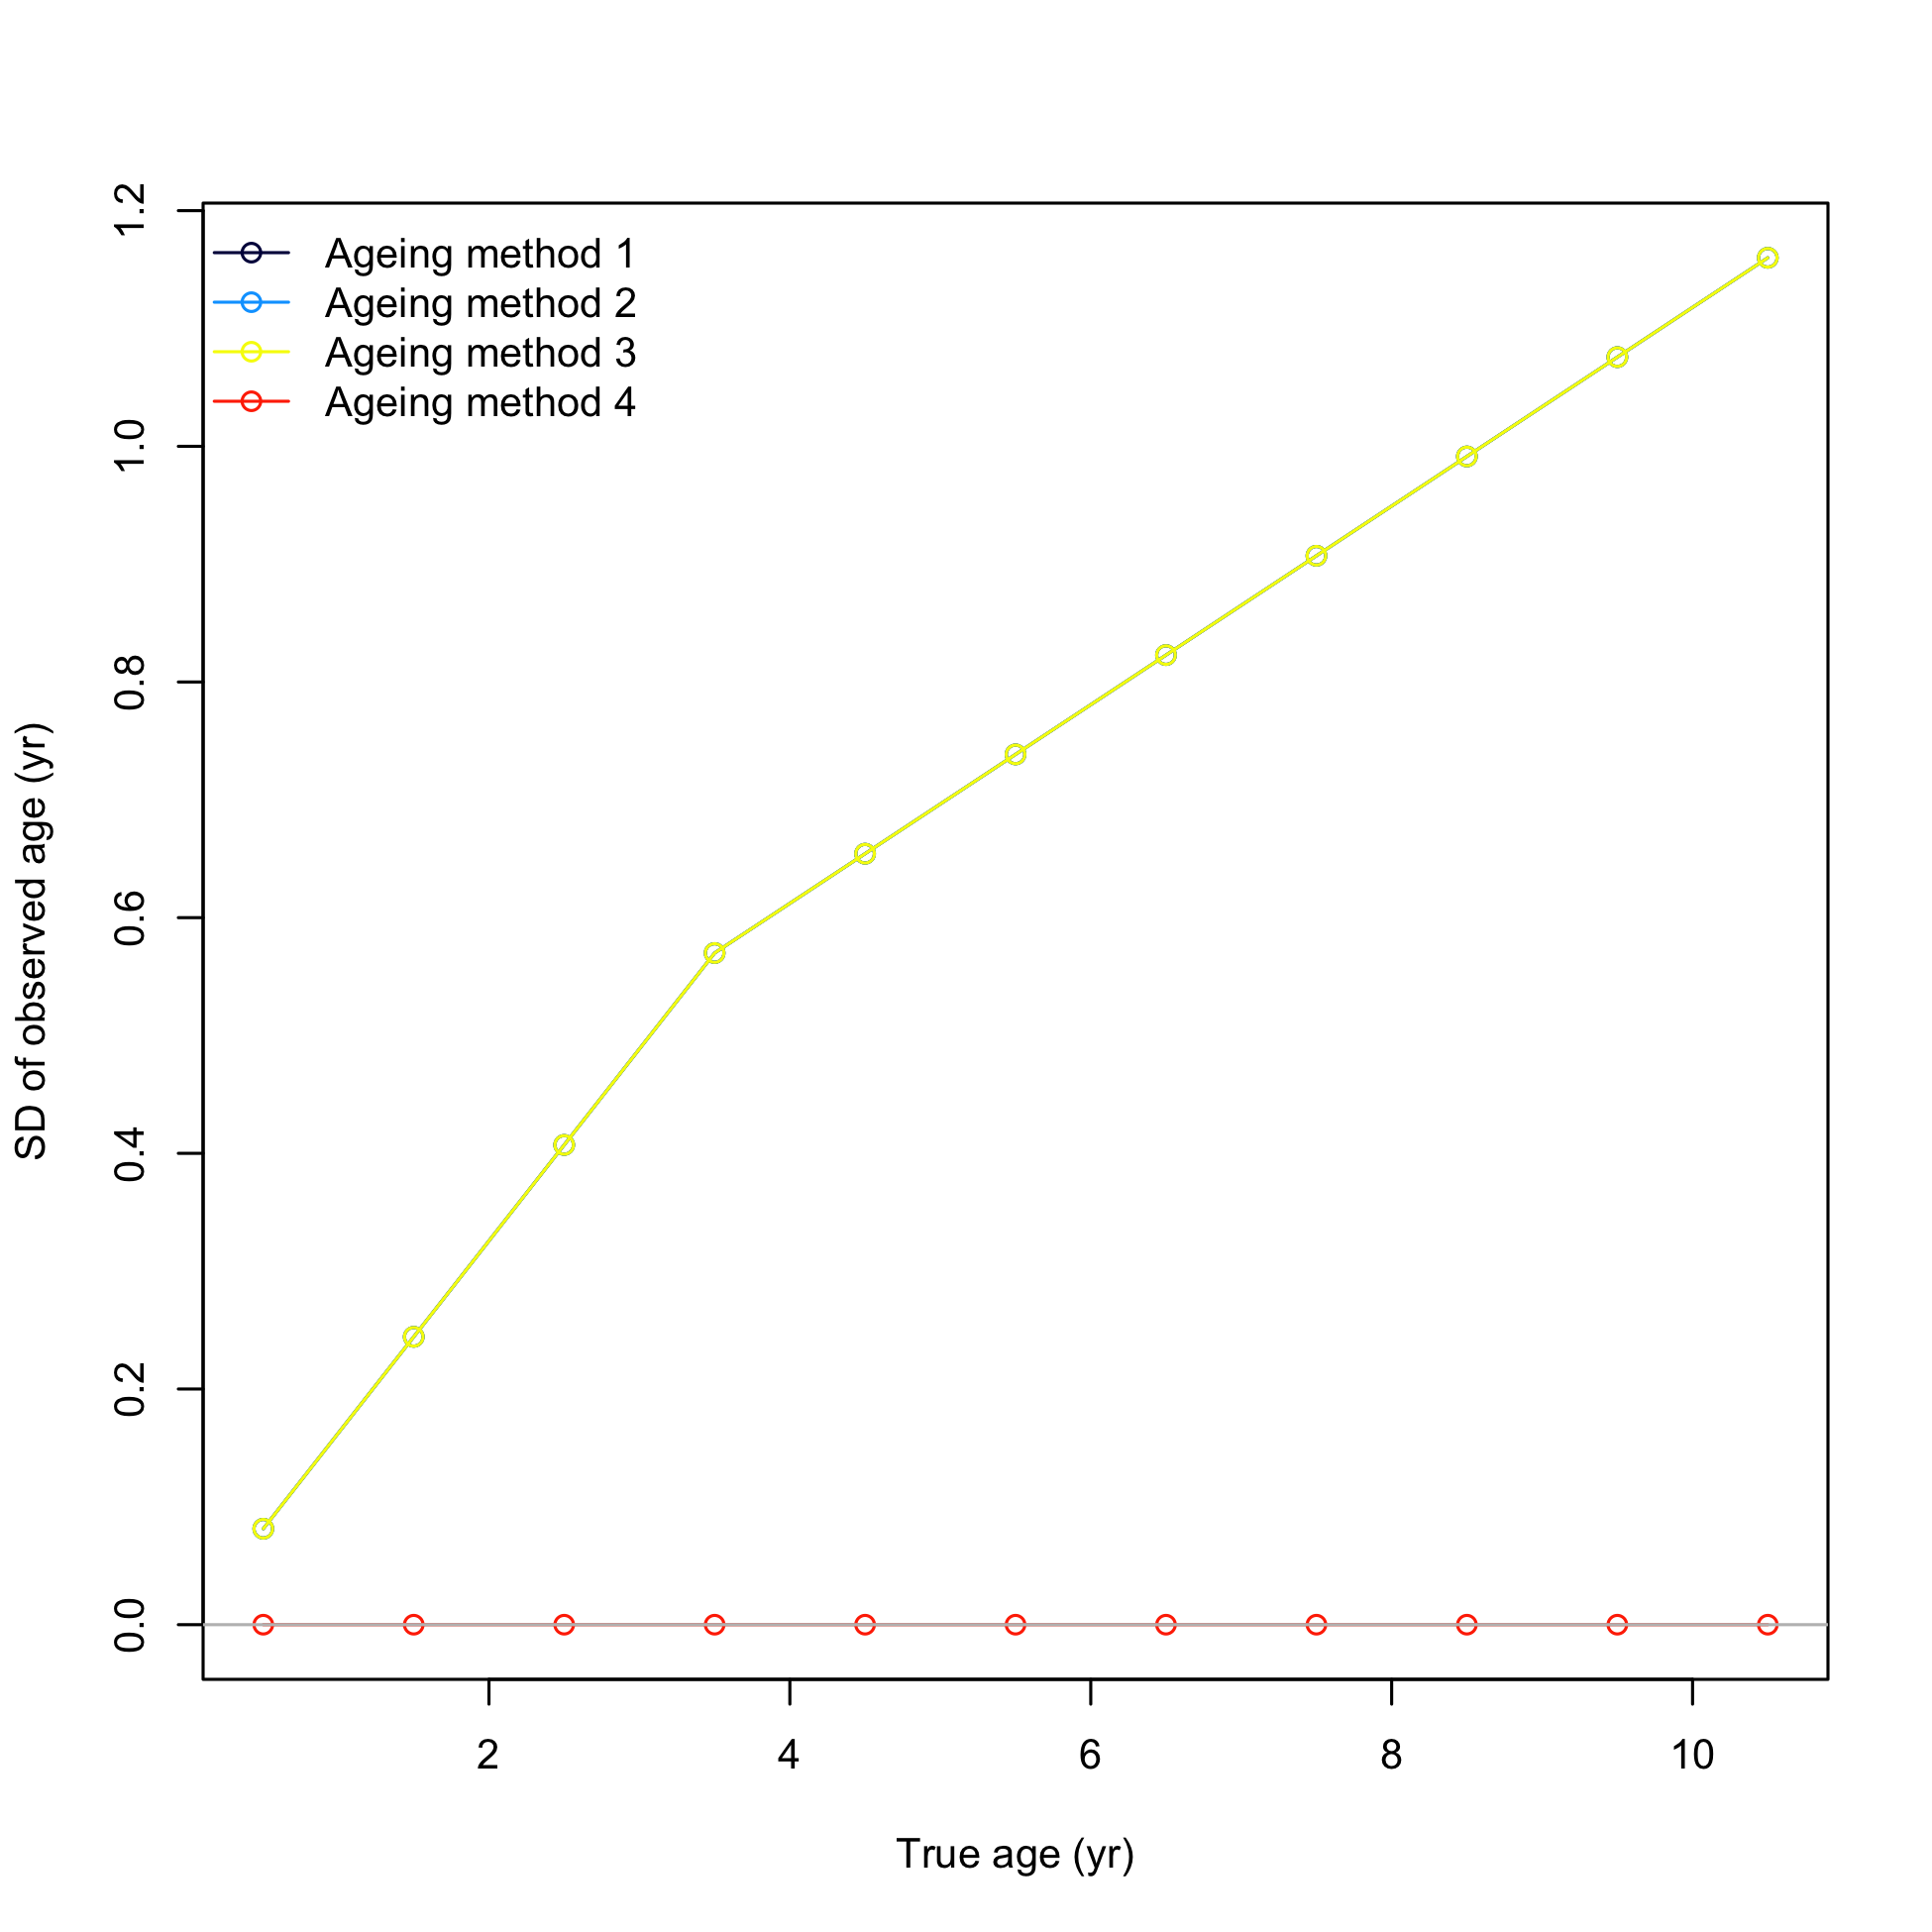 Ageing method 1
Ageing method 2
Ageing method 3
Ageing method 4
SD of observed age (yr)
1.2
1.0
0.8
0.6
0.4
0.2
0.0
2 4 6 8 10
True age (yr)